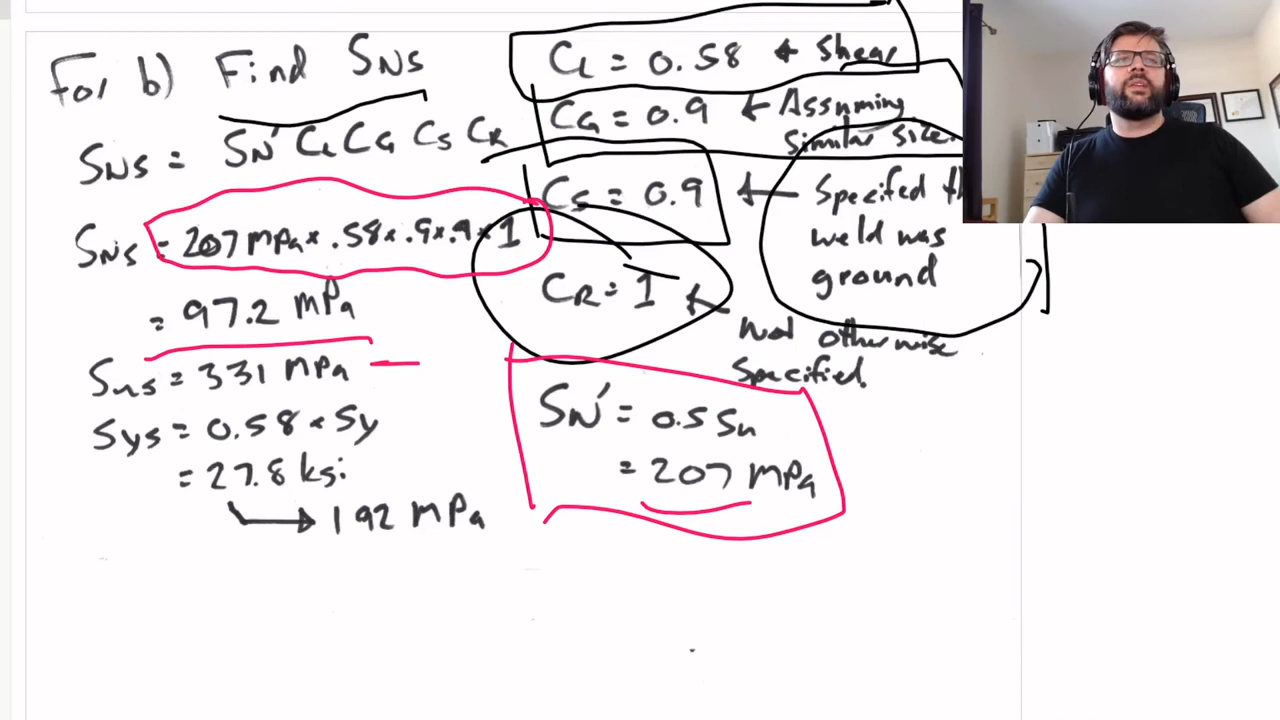 For b) Find SNS
SNS = SN' CL CG CS CR
SNS = 207 MPa × .58 × .9 × .9 × 1
= 97.2 MPa
Sus = 331 MPa
Sys = 0.58 × Sy
= 27.8 ksi
→ 192 MPa
CL = 0.58 ← Shear
CG = 0.9 ← Assuming
similar size
CS = 0.9 ← Specified
weld was
ground
CR = 1 ← Not otherwise
Specified.
SN' = 0.5 Su
= 207 MPa